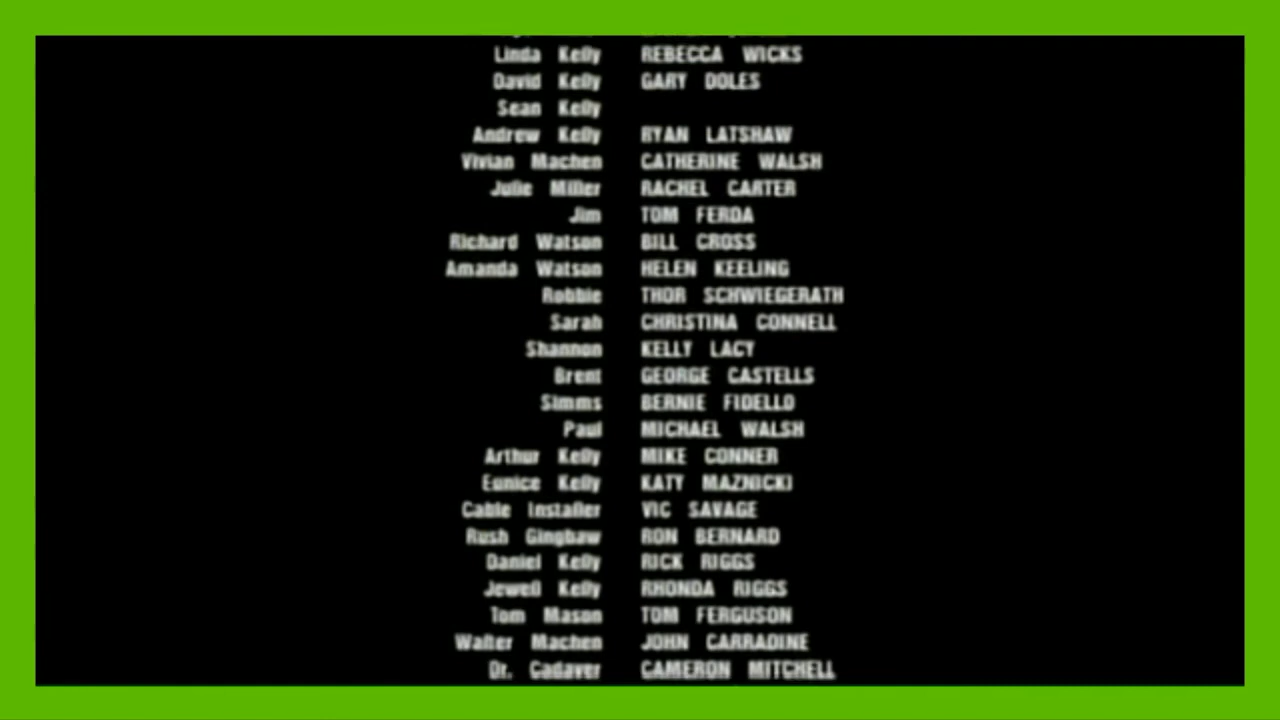 Linda Kelly REBECCA WICKS
David Kelly GARY DOLES
Sean Kelly
Andrew Kelly RYAN LATSHAW
Vivian Machen CATHERINE WALSH
Julie Miller RACHEL CARTER
Jim TOM FERDA
Richard Watson BILL CROSS
Amanda Watson HELEN KEELING
Robbie THOR SCHWIEGERATH
Sarah CHRISTINA CONNELL
Shannon KELLY LACY
Brent GEORGE CASTELLS
Simms BERNIE FIDELLO
Paul MICHAEL WALSH
Arthur Kelly MIKE CONNER
Eunice Kelly KATY MAZNICKI
Cable Installer VIC SAVAGE
Rush Gingbaw RON BERNARD
Daniel Kelly RICK RIGGS
Jewell Kelly RHONDA RIGGS
Tom Mason TOM FERGUSON
Walter Machen JOHN CARRADINE
Dr. Cadaver CAMERON MITCHELL